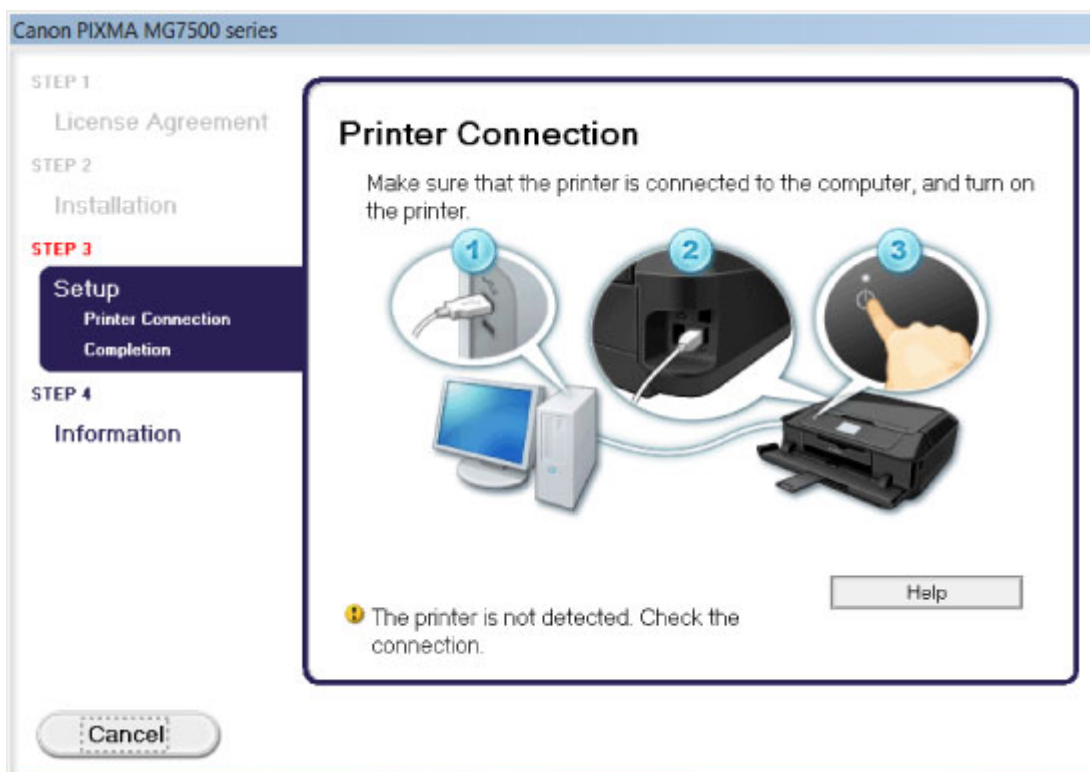 Canon PIXMA MG7500 series
STEP 1
License Agreement
STEP 2
Installation
STEP 3
Setup
Printer Connection
Completion
STEP 4
Information
Printer Connection
Make sure that the printer is connected to the computer, and turn on
the printer.
1
2
3
Help
The printer is not detected. Check the
connection.
Cancel